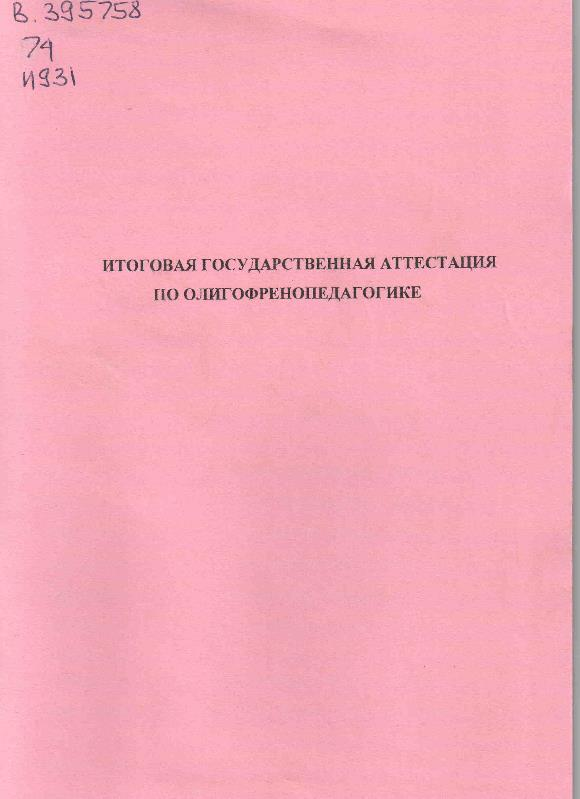 В. 395758
74
И931
ИТОГОВАЯ ГОСУДАРСТВЕННАЯ АТТЕСТАЦИЯ
ПО ОЛИГОФРЕНОПЕДАГОГИКЕ